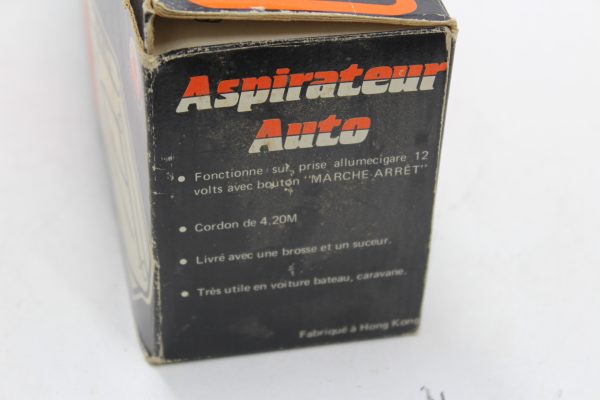 Aspirateur
Auto
• Fonctionne sur prise allumecigare 12
volts avec bouton "MARCHE-ARRÊT"
• Cordon de 4.20M
• Livré avec une brosse et un suceur.
• Très utile en voiture bateau, caravane.
Fabriqué à Hong Kong